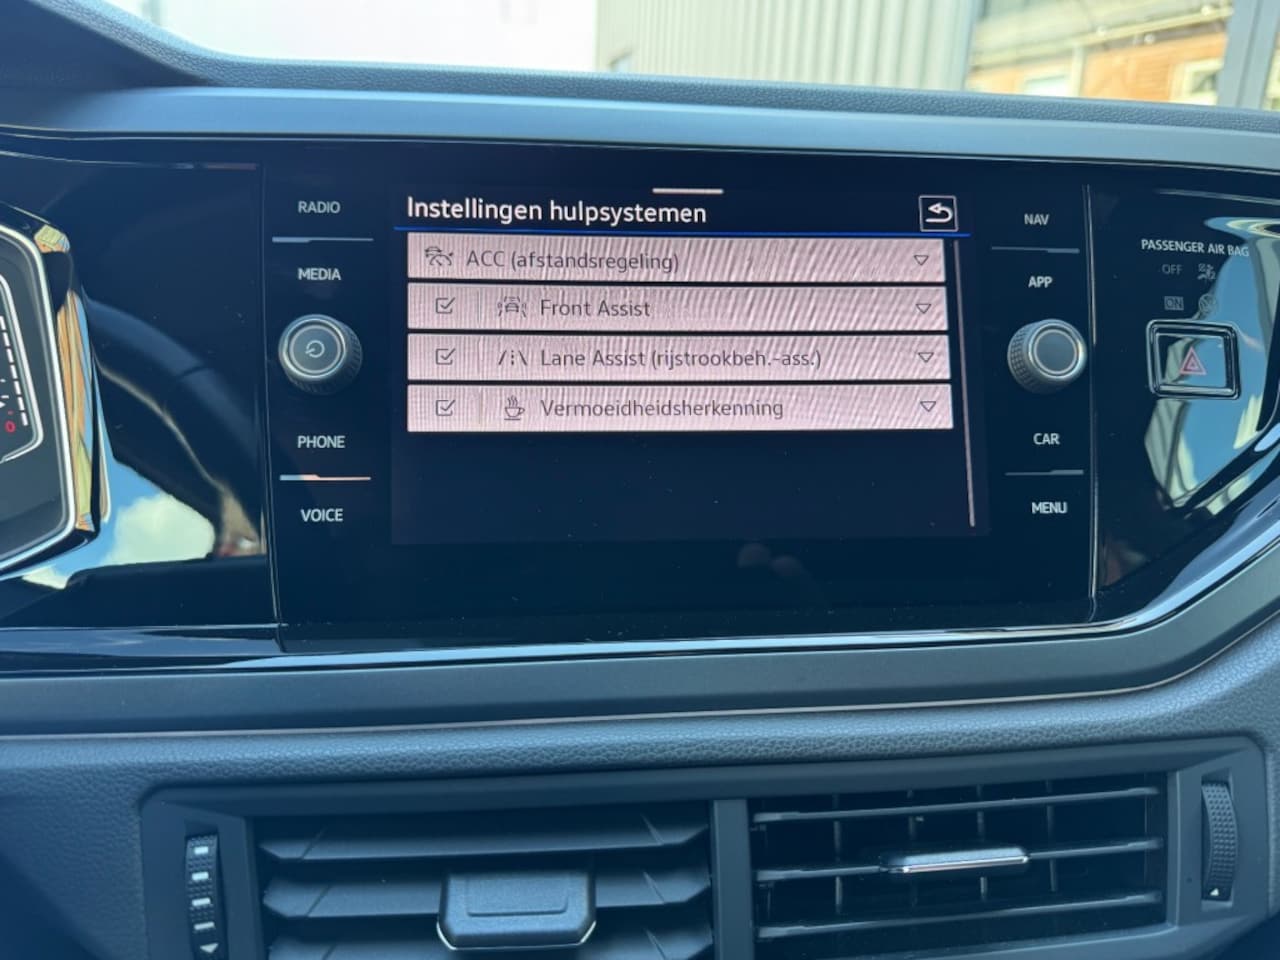 RADIO
MEDIA
PHONE
VOICE
Instellingen hulpsystemen
ACC (afstandsregeling)
Front Assist
Lane Assist (rijstrookbeh.-ass.)
Vermoeidheidsherkenning
NAV
APP
CAR
MENU
PASSENGER AIR BAG
OFF
ON
0